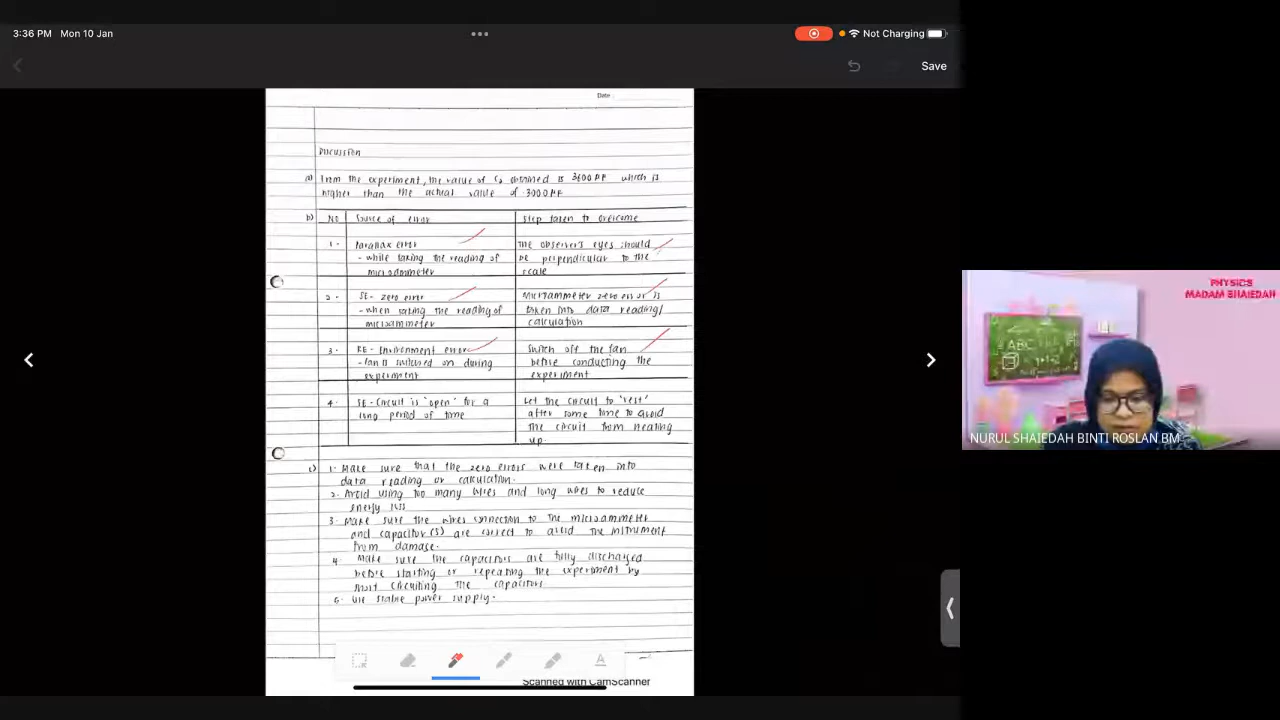 3:36 PM Mon 10 Jan
Not Charging
Save
Date
Discussion
a) From the experiment, the value of C2 obtained is 3600 µF which is
higher than the actual value of 3000 µF
b) No Source of error Step taken to overcome
1. Parallax error
- while taking the reading of
microammeter
The observer's eyes should
be perpendicular to the
scale
2. SE - zero error
- when taking the reading of
microammeter
Microammeter zero error is
taken into data reading/
calculation
3. RE - Environment error
- fan is switched on during
experiment
Switch off the fan
before conducting the
experiment
4. SE - Circuit is 'open' for a
long period of time
Let the circuit to 'rest'
after some time to avoid
the circuit from heating
up.
c) 1. Make sure that the zero errors were taken into
data reading or calculation.
2. Avoid using too many wires and long wires to reduce
energy loss
3. Make sure the wires connection to the microammeter
and capacitor(s) are correct to avoid the instrument
from damage.
4. Make sure the capacitors are fully discharged
before starting or repeating the experiment by
short circuiting the capacitors.
5. Use stable power supply.
Scanned with CamScanner
PHYSICS
MADAM SHAIEDAH
ABC
NURUL SHAIEDAH BINTI ROSLAN BM